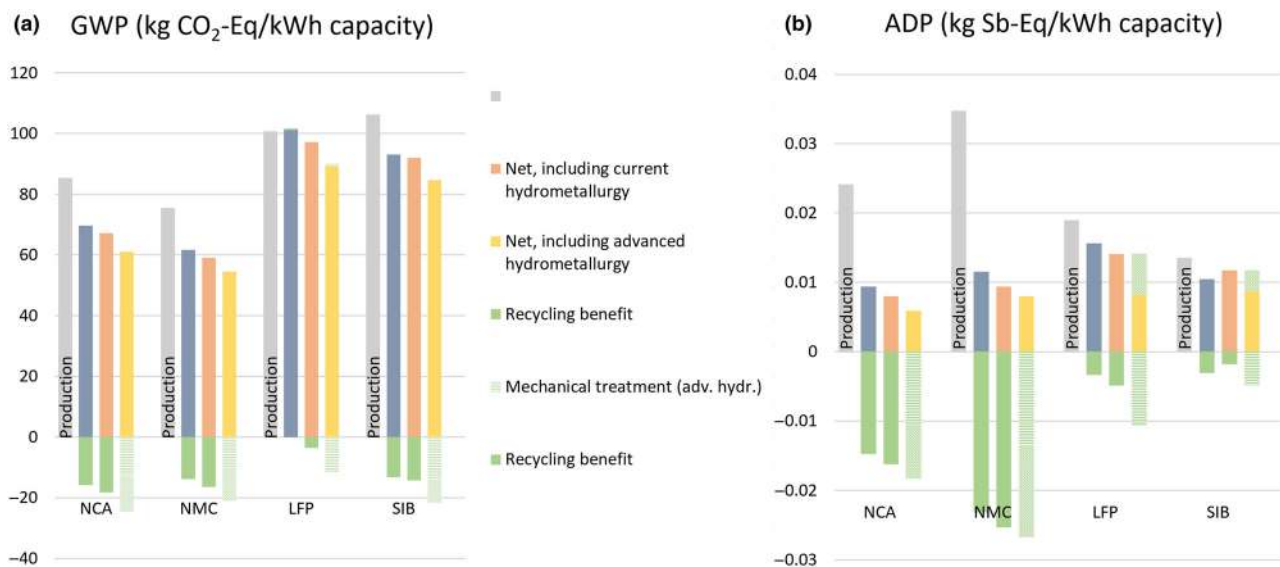 (a) GWP (kg CO₂-Eq/kWh capacity)
120
100
80
60
40
20
0
–20
–40
Production
Production
Production
Production
NCA
NMC
LFP
SIB
Net, including current
hydrometallurgy
Net, including advanced
hydrometallurgy
Recycling benefit
Mechanical treatment (adv. hydr.)
Recycling benefit
(b) ADP (kg Sb-Eq/kWh capacity)
0.04
0.03
0.02
0.01
0
–0.01
–0.02
–0.03
Production
Production
Production
Production
NCA
NMC
LFP
SIB